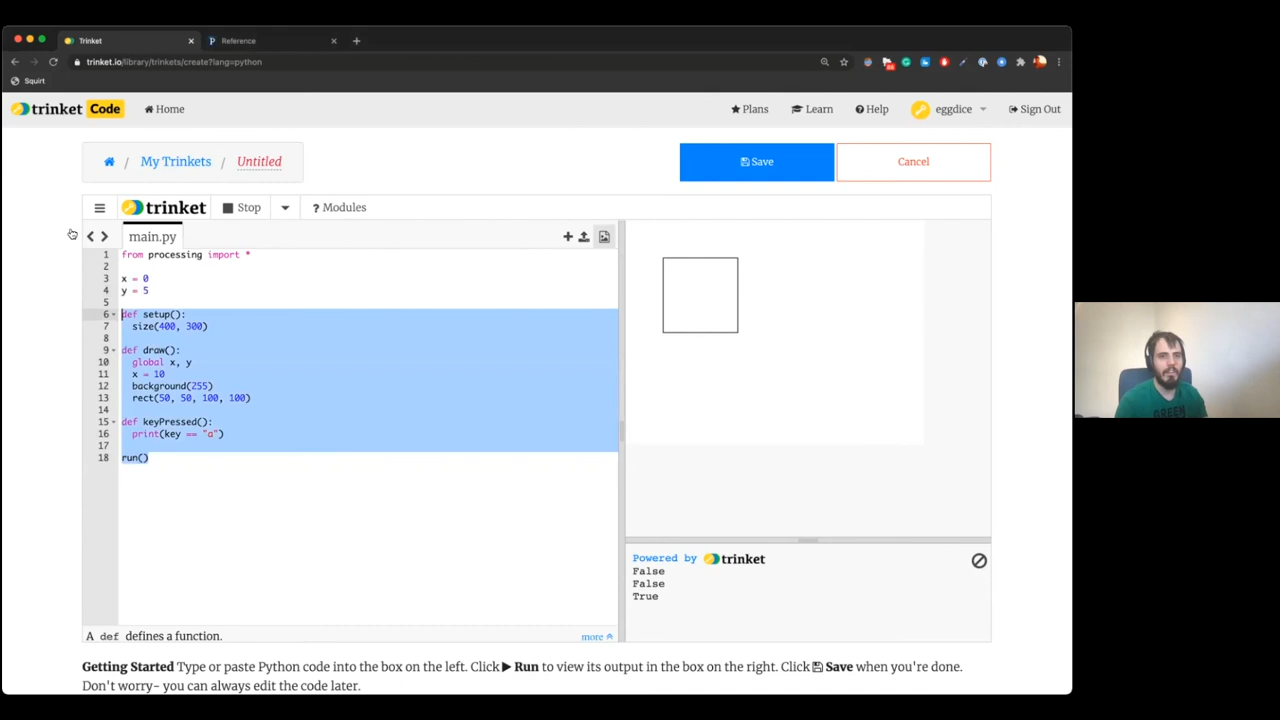 Trinket
Reference
trinket.io/library/trinkets/create?lang=python
Squirt
trinket Code
Home
Plans
Learn
Help
eggdice
Sign Out
/ My Trinkets / Untitled
Save
Cancel
trinket
Stop
? Modules
main.py
1 from processing import *
2
3 x = 0
4 y = 5
5
6 def setup():
7 size(400, 300)
8
9 def draw():
10 global x, y
11 x = 10
12 background(255)
13 rect(50, 50, 100, 100)
14
15 def keyPressed():
16 print(key == "a")
17
18 run()
A def defines a function.
more
Powered by trinket
False
False
True
Getting Started Type or paste Python code into the box on the left. Click Run to view its output in the box on the right. Click Save when you're done.
Don't worry- you can always edit the code later.
GREEN